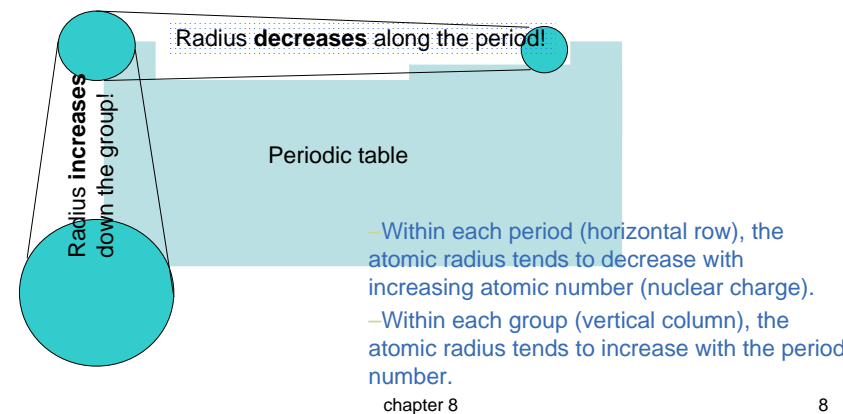 Radius decreases along the period!
Radius increases
down the group!
Periodic table
–Within each period (horizontal row), the
atomic radius tends to decrease with
increasing atomic number (nuclear charge).
–Within each group (vertical column), the
atomic radius tends to increase with the period
number.
chapter 8
8